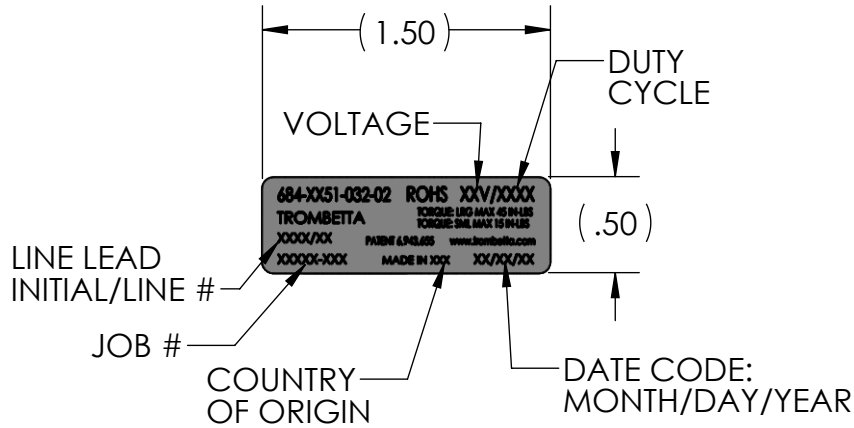 (1.50)
DUTY
CYCLE
VOLTAGE
684-XX51-032-02 ROHS XXV/XXXX
TROMBETTA TORQUE: LRG MAX 45 IN-LBS
TORQUE: SML MAX 15 IN-LBS
(.50)
XXXX/XX PATENT 6,943,655 www.trombetta.com
XXXXX-XXX MADE IN XXX XX/XX/XX
LINE LEAD
INITIAL/LINE #
JOB #
COUNTRY
OF ORIGIN
DATE CODE:
MONTH/DAY/YEAR